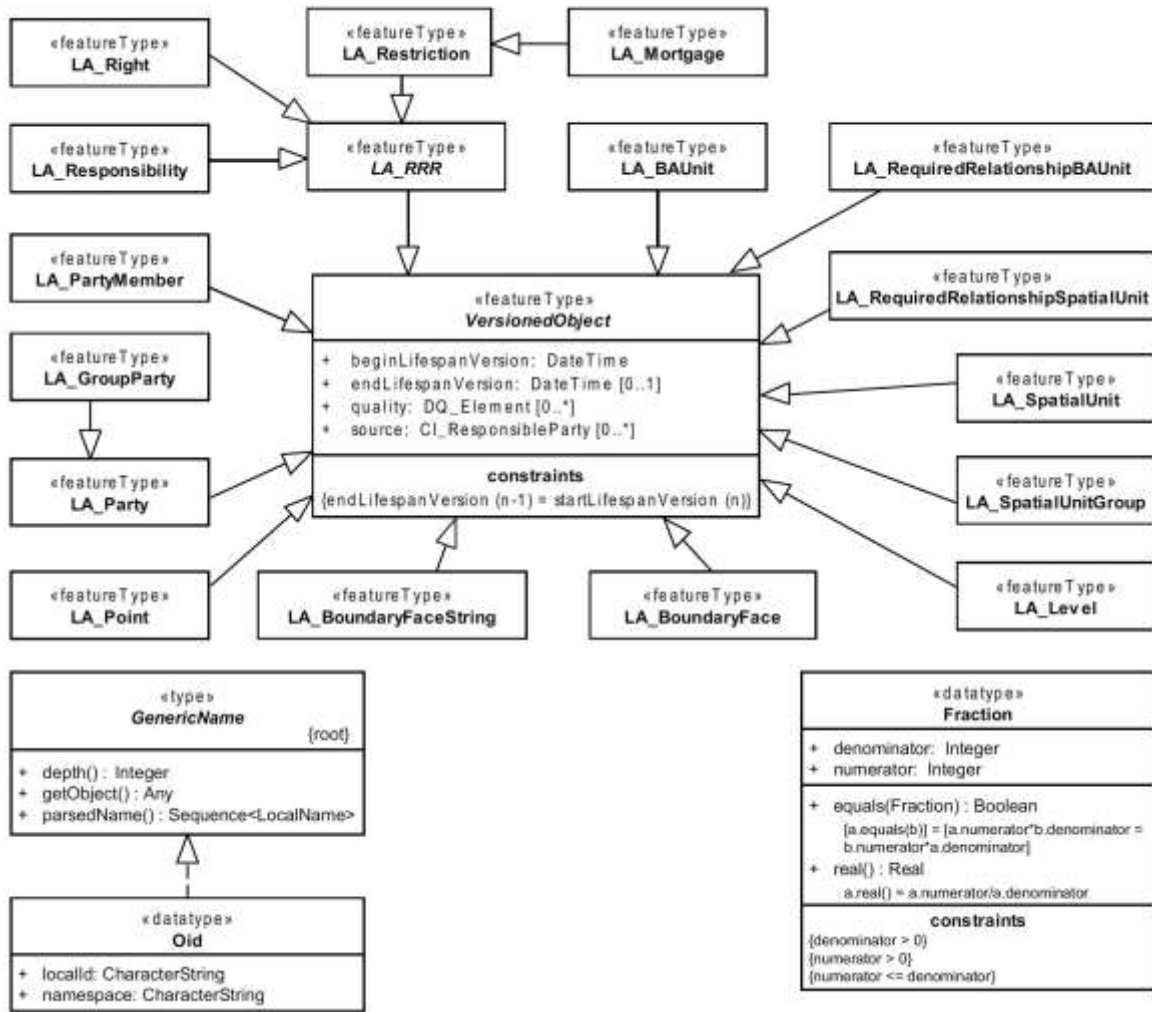 «featureType»
LA_Right
«featureType»
LA_Restriction
«featureType»
LA_Mortgage
«featureType»
LA_Responsibility
«featureType»
LA_RRR
«featureType»
LA_BAUnit
«featureType»
LA_RequiredRelationshipBAUnit
«featureType»
LA_PartyMember
«featureType»
VersionedObject
+ beginLifespanVersion: DateTime
+ endLifespanVersion: DateTime [0..1]
+ quality: DQ_Element [0..*]
+ source: CI_ResponsibleParty [0..*]
constraints
{endLifespanVersion (n-1) = startLifespanVersion (n)}
«featureType»
LA_RequiredRelationshipSpatialUnit
«featureType»
LA_GroupParty
«featureType»
LA_SpatialUnit
«featureType»
LA_Party
«featureType»
LA_SpatialUnitGroup
«featureType»
LA_Point
«featureType»
LA_BoundaryFaceString
«featureType»
LA_BoundaryFace
«featureType»
LA_Level
«type»
GenericName
{root}
+ depth() : Integer
+ getObject() : Any
+ parsedName() : Sequence<LocalName>
«datatype»
Oid
+ localId: CharacterString
+ namespace: CharacterString
«datatype»
Fraction
+ denominator: Integer
+ numerator: Integer
+ equals(Fraction) : Boolean
[a.equals(b)] = [a.numerator*b.denominator =
b.numerator*a.denominator]
+ real() : Real
a.real() = a.numerator/a.denominator
constraints
{denominator > 0}
{numerator > 0}
{numerator <= denominator}